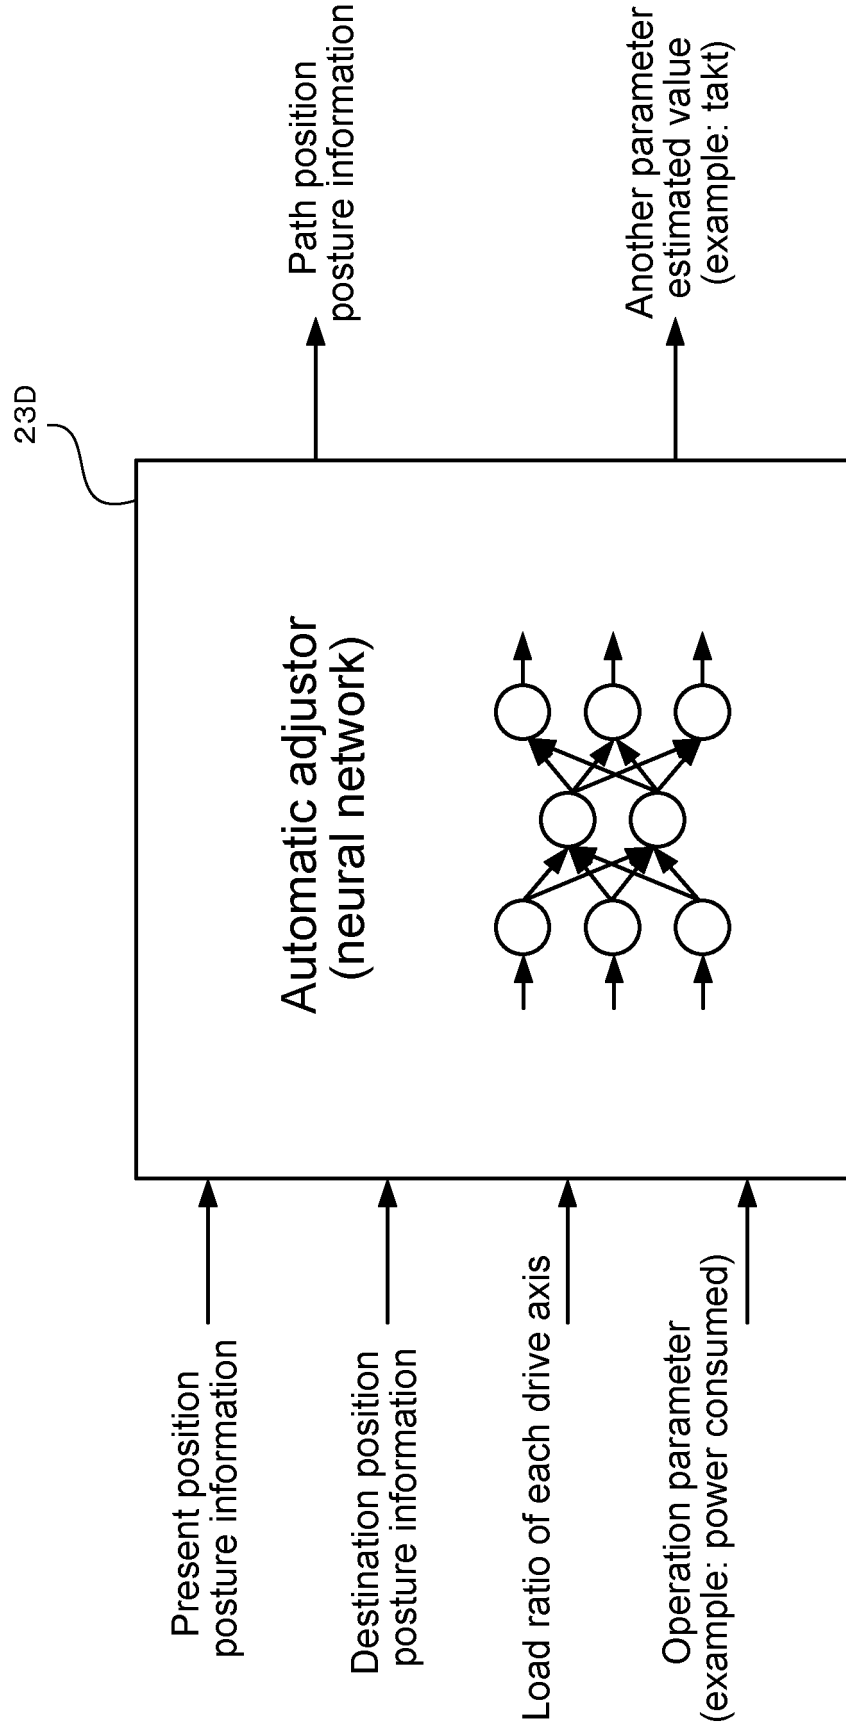 23D
Present position
posture information
Destination position
posture information
Load ratio of each drive axis
Operation parameter
(example: power consumed)
Automatic adjustor
(neural network)
Path position
posture information
Another parameter
estimated value
(example: takt)